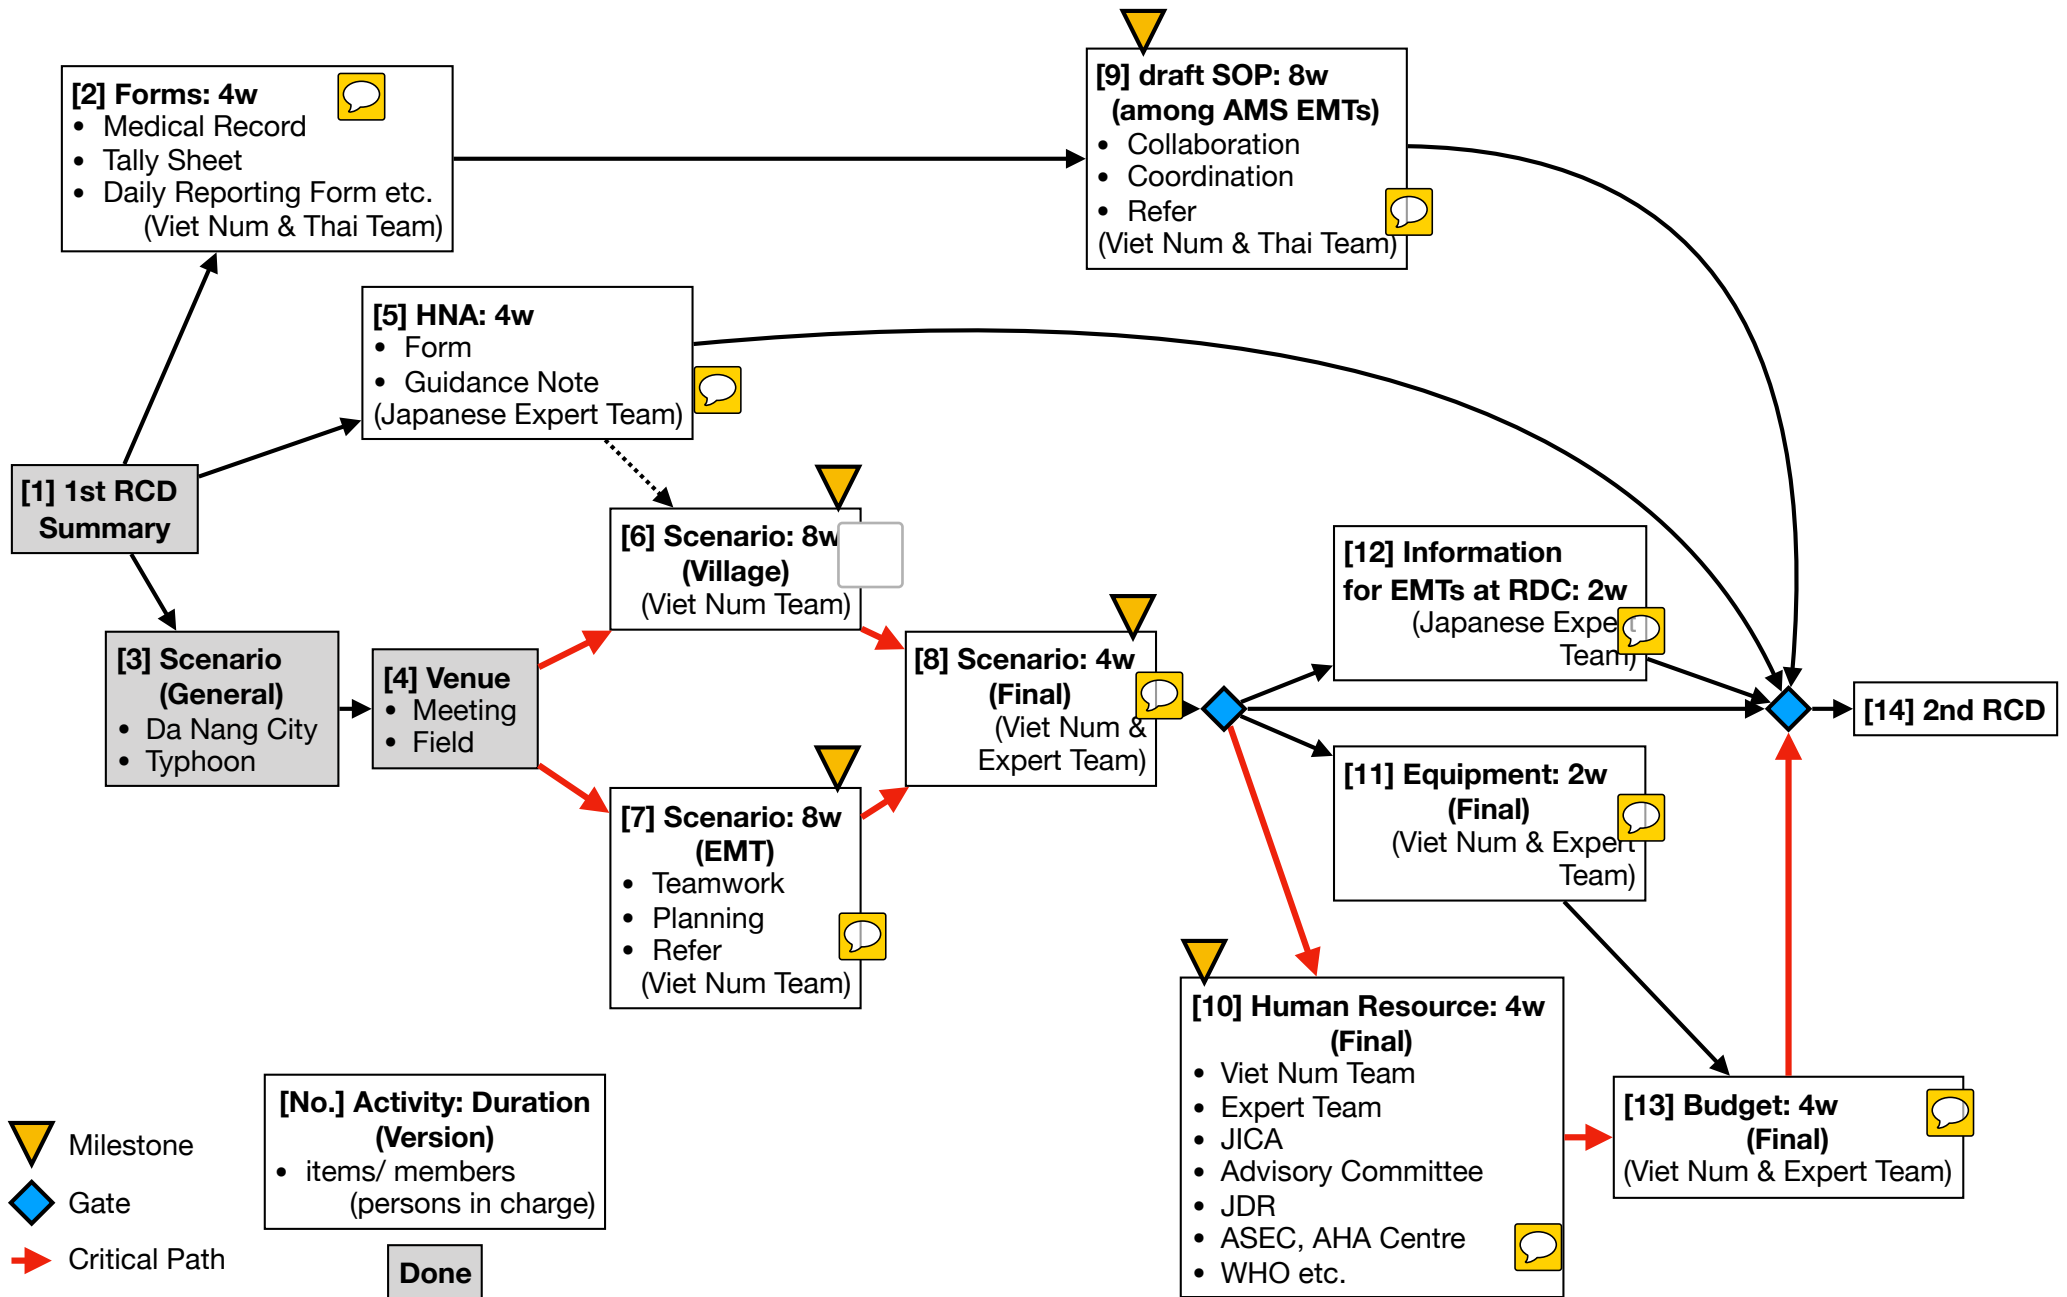 [2] Forms: 4w
• Medical Record
• Tally Sheet
• Daily Reporting Form etc.
(Viet Num & Thai Team)
[9] draft SOP: 8w
(among AMS EMTs)
• Collaboration
• Coordination
• Refer
(Viet Num & Thai Team)
[5] HNA: 4w
• Form
• Guidance Note
(Japanese Expert Team)
[1] 1st RCD
Summary
[3] Scenario
(General)
• Da Nang City
• Typhoon
[4] Venue
• Meeting
• Field
[6] Scenario: 8w
(Village)
(Viet Num Team)
[7] Scenario: 8w
(EMT)
• Teamwork
• Planning
• Refer
(Viet Num Team)
[8] Scenario: 4w
(Final)
(Viet Num &
Expert Team)
[12] Information
for EMTs at RDC: 2w
(Japanese Expert
Team)
[11] Equipment: 2w
(Final)
(Viet Num & Expert
Team)
[14] 2nd RCD
[10] Human Resource: 4w
(Final)
• Viet Num Team
• Expert Team
• JICA
• Advisory Committee
• JDR
• ASEC, AHA Centre
• WHO etc.
[13] Budget: 4w
(Final)
(Viet Num & Expert Team)
Milestone
Gate
Critical Path
[No.] Activity: Duration
(Version)
• items/ members
(persons in charge)
Done